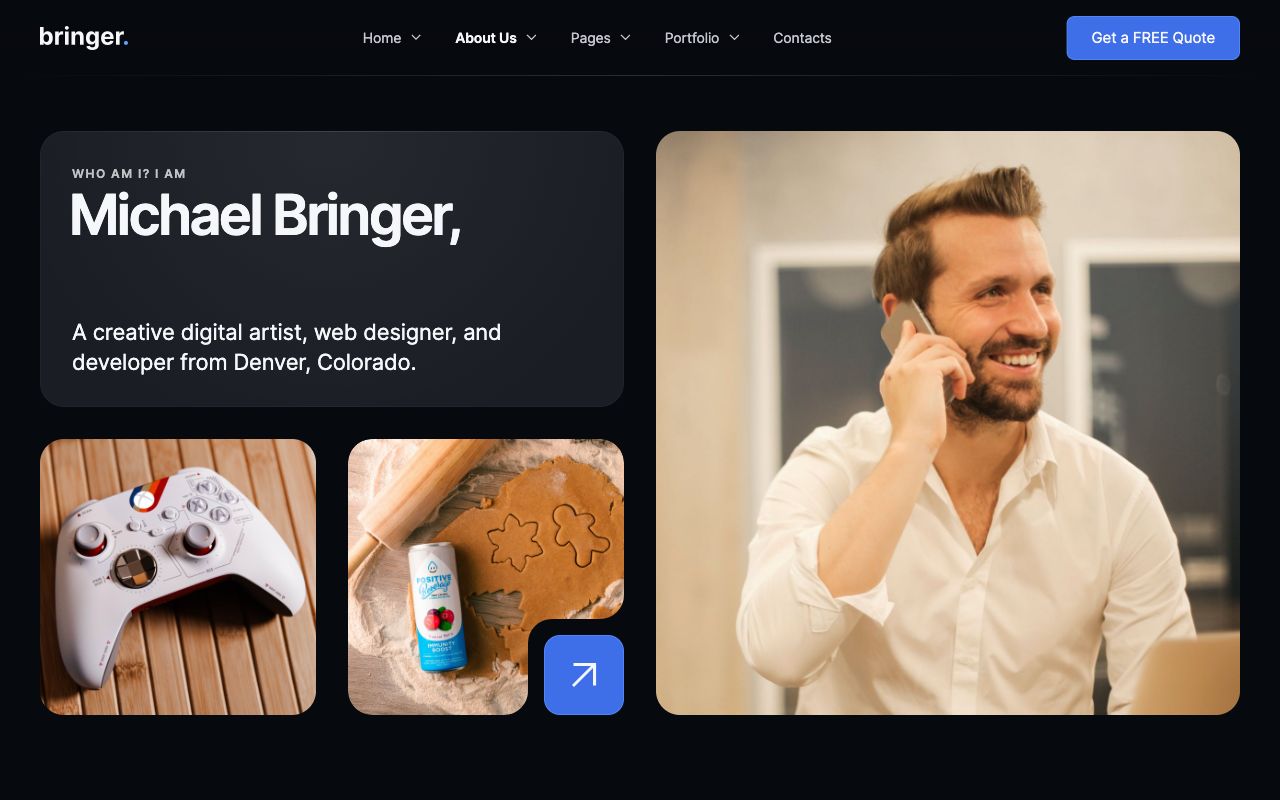 bringer.
Home
About Us
Pages
Portfolio
Contacts
Get a FREE Quote
WHO AM I? I AM
Michael Bringer,
A creative digital artist, web designer, and
developer from Denver, Colorado.
POSITIVE
Beverage
IMMUNITY
BOOST